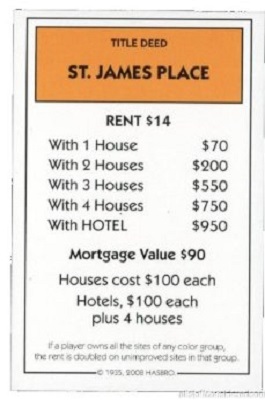 TITLE DEED
ST. JAMES PLACE
RENT $14
With 1 House $70
With 2 Houses $200
With 3 Houses $550
With 4 Houses $750
With HOTEL $950
Mortgage Value $90
Houses cost $100 each
Hotels, $100 each
plus 4 houses
If a player owns all the sites of any color group,
the rent is doubled on unimproved sites in that group.
© 1935, 2008 HASBRO